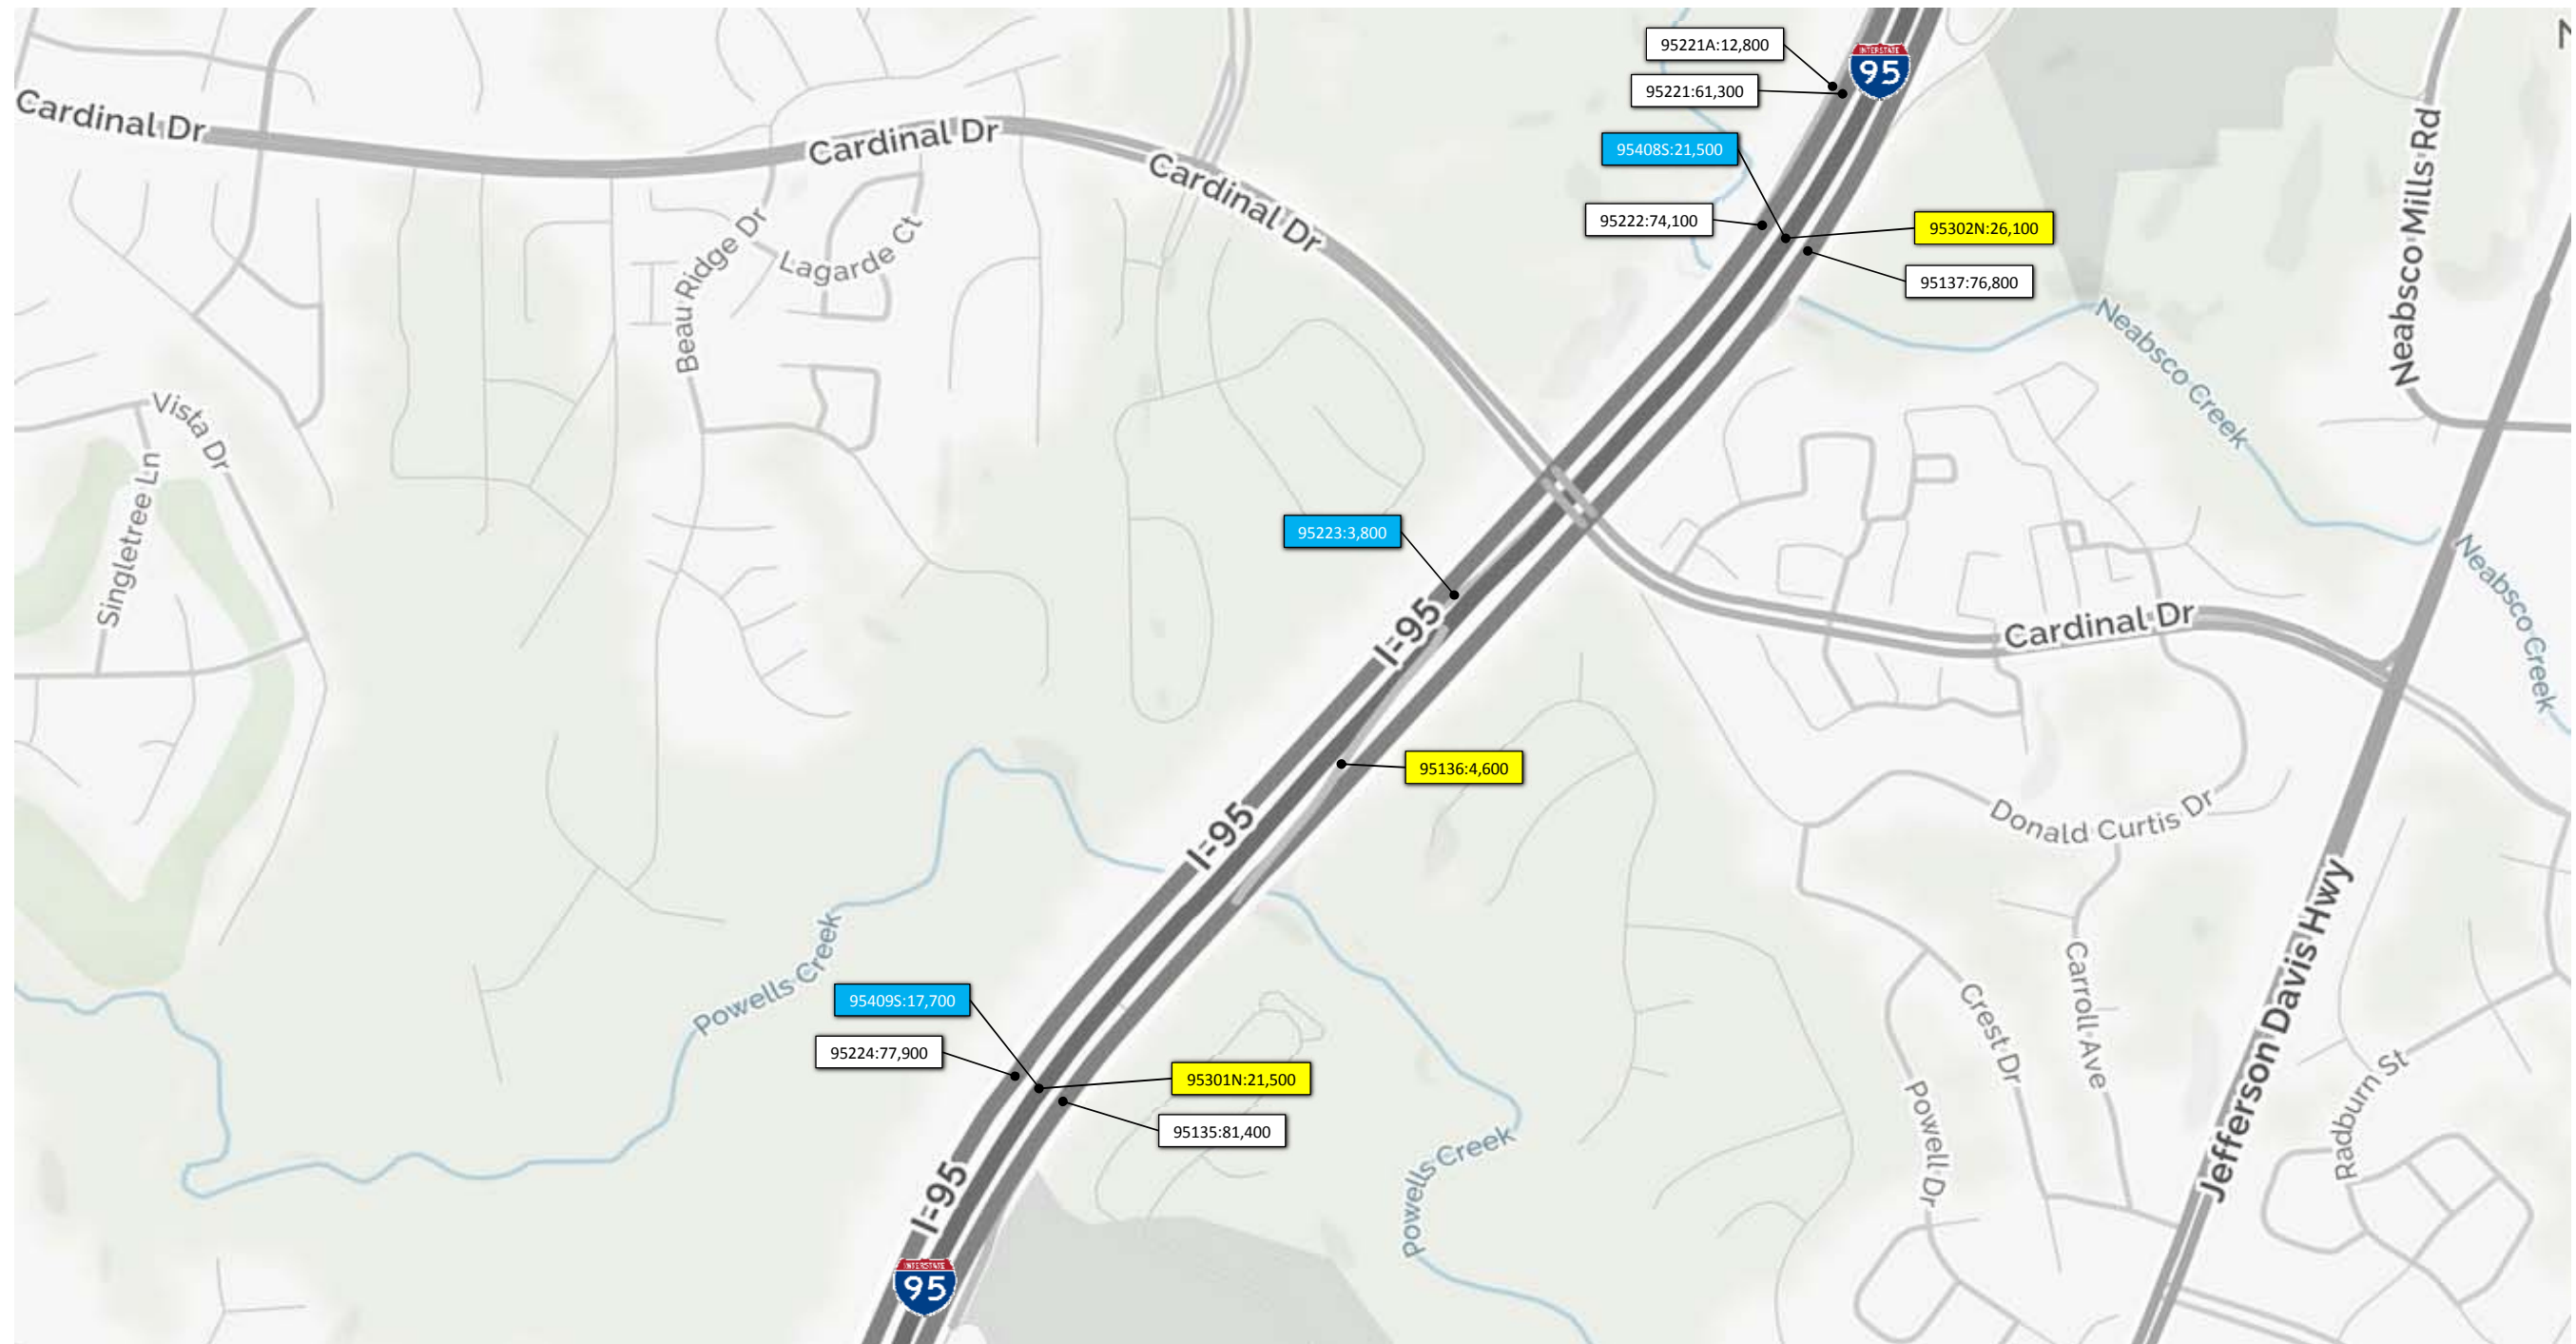 95221A:12,800
INTERSTATE
95
N
95221:61,300
Cardinal Dr
Cardinal Dr
Cardinal Dr
95408S:21,500
Neabsco Mills Rd
95222:74,100
95302N:26,100
Beau Ridge Dr
Lagarde Ct
95137:76,800
Neabsco Creek
Vista Dr
Singletree Ln
95223:3,800
Neabsco Creek
I-95
Cardinal Dr
95136:4,600
I-95
Donald Curtis Dr
Powells Creek
95409S:17,700
Carroll Ave
Crest Dr
Jefferson Davis Hwy
95224:77,900
95301N:21,500
95135:81,400
Radburn St
Powell Dr
Powells Creek
I-95
INTERSTATE
95